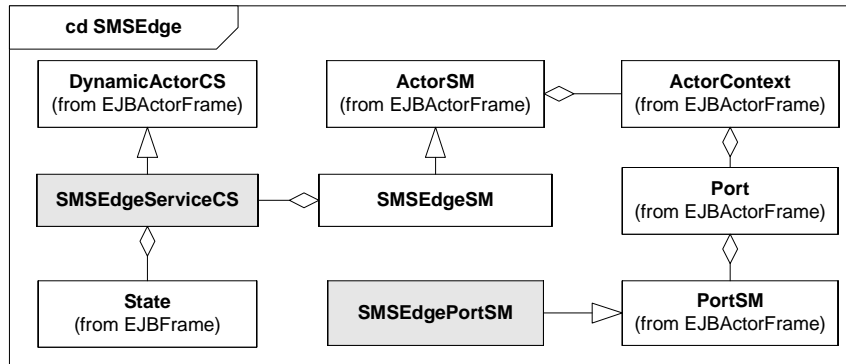 cd SMSEdge
DynamicActorCS
(from EJBActorFrame)
ActorSM
(from EJBActorFrame)
ActorContext
(from EJBActorFrame)
SMSEdgeServiceCS
SMSEdgeSM
Port
(from EJBActorFrame)
State
(from EJBFrame)
SMSEdgePortSM
PortSM
(from EJBActorFrame)